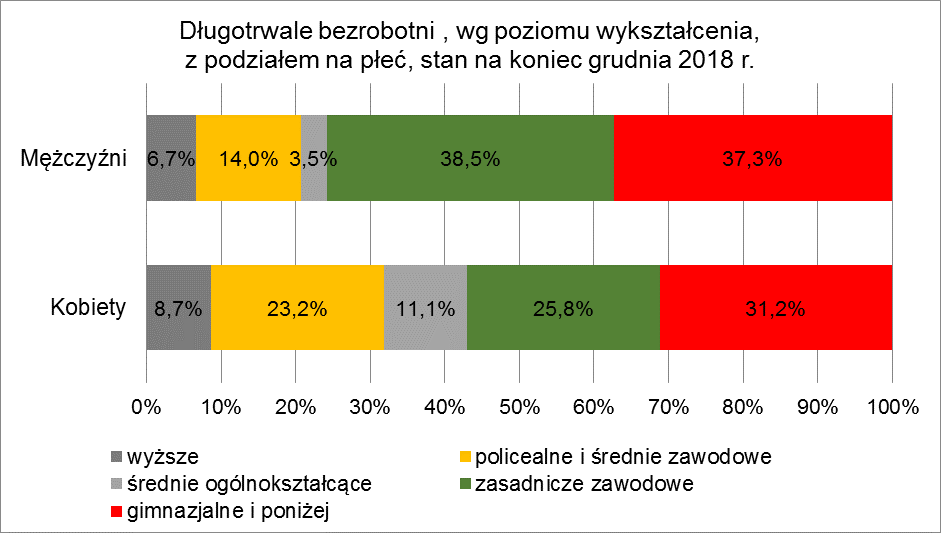 Długotrwale bezrobotni , wg poziomu wykształcenia,
z podziałem na płeć, stan na koniec grudnia 2018 r.
Mężczyźni 6,7% 14,0% 3,5% 38,5% 37,3%
Kobiety 8,7% 23,2% 11,1% 25,8% 31,2%
0% 10% 20% 30% 40% 50% 60% 70% 80% 90% 100%
wyższe policealne i średnie zawodowe
średnie ogólnokształcące zasadnicze zawodowe
gimnazjalne i poniżej